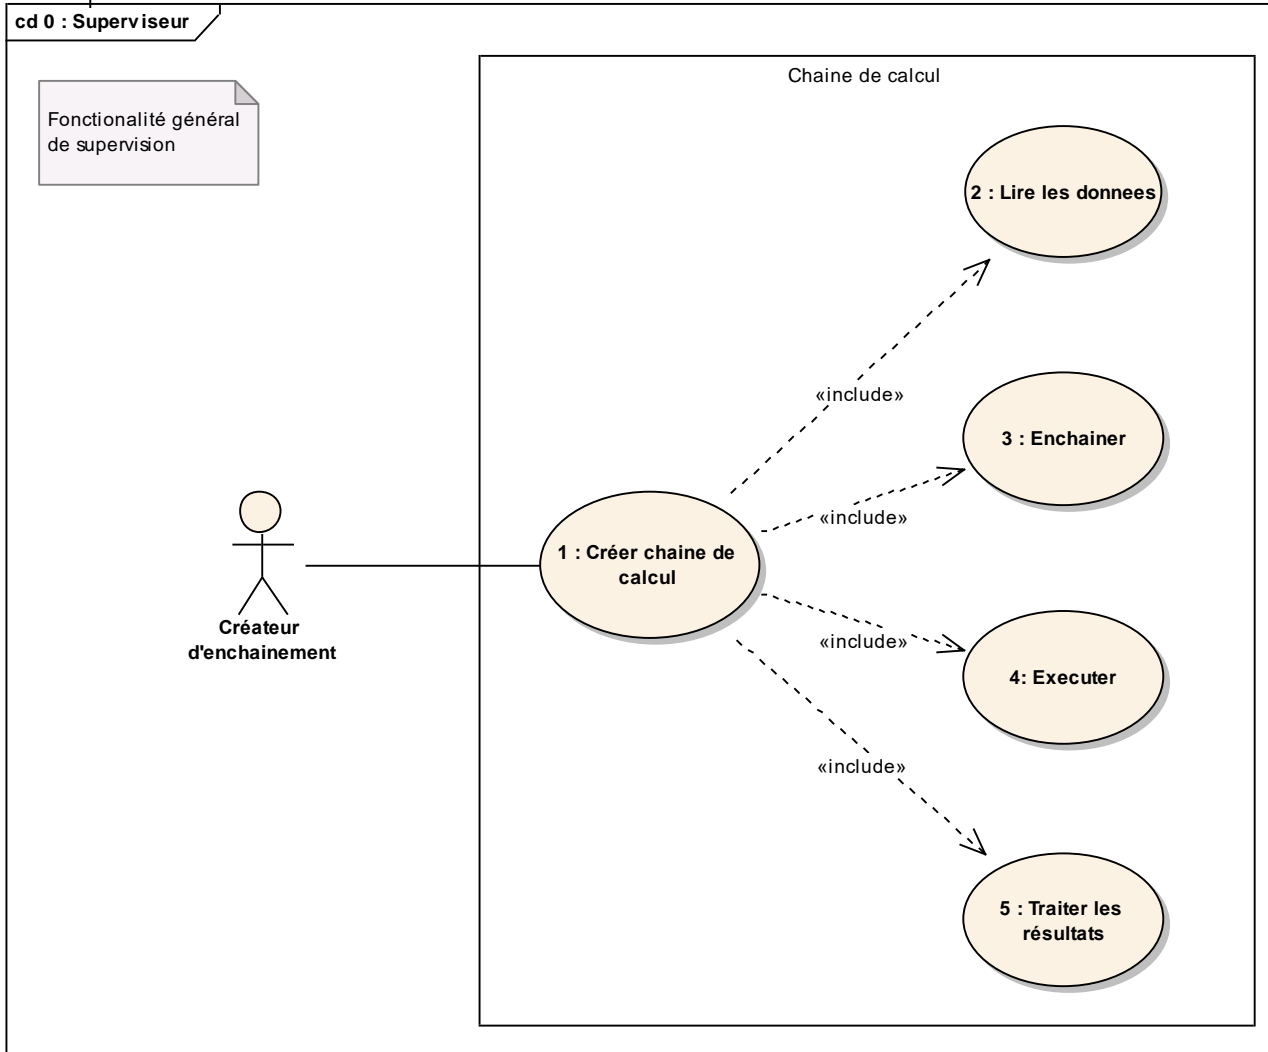 cd 0 : Superviseur
Chaine de calcul
Fonctionalité général
de supervision
2 : Lire les donnees
«include»
3 : Enchainer
«include»
1 : Créer chaine de
calcul
Créateur
d'enchainement
«include»
4: Executer
«include»
5 : Traiter les
résultats